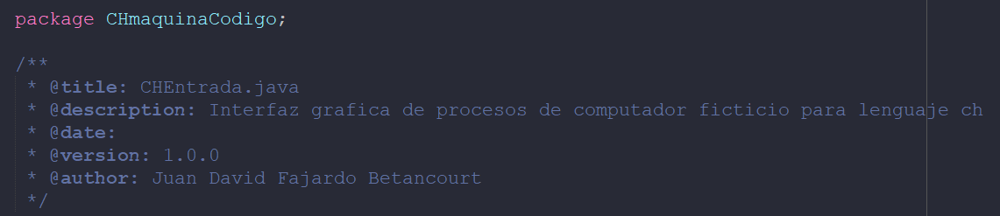 package CHmaquinaCodigo;
/**
* @title: CHEntrada.java
* @description: Interfaz grafica de procesos de computador ficticio para lenguaje ch
* @date:
* @version: 1.0.0
* @author: Juan David Fajardo Betancourt
*/